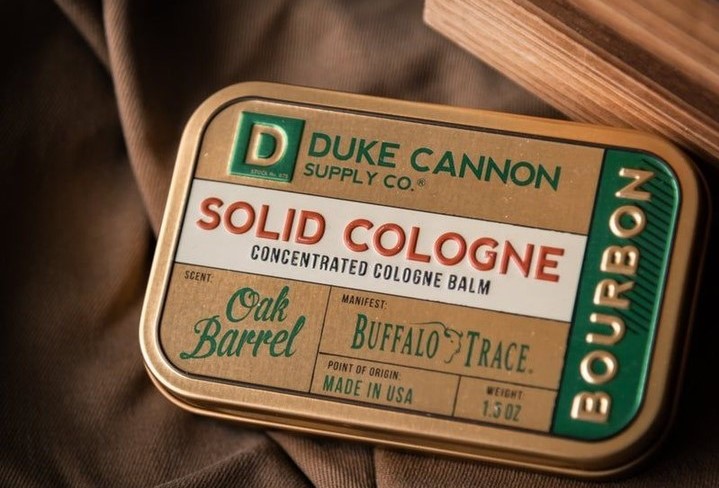 D
DUKE CANNON
SUPPLY CO.®
SOLID COLOGNE
CONCENTRATED COLOGNE BALM
SCENT:
Oak
Barrel
MANIFEST:
BUFFALO TRACE.
POINT OF ORIGIN:
MADE IN USA
WEIGHT:
1.5 OZ
BOURBON